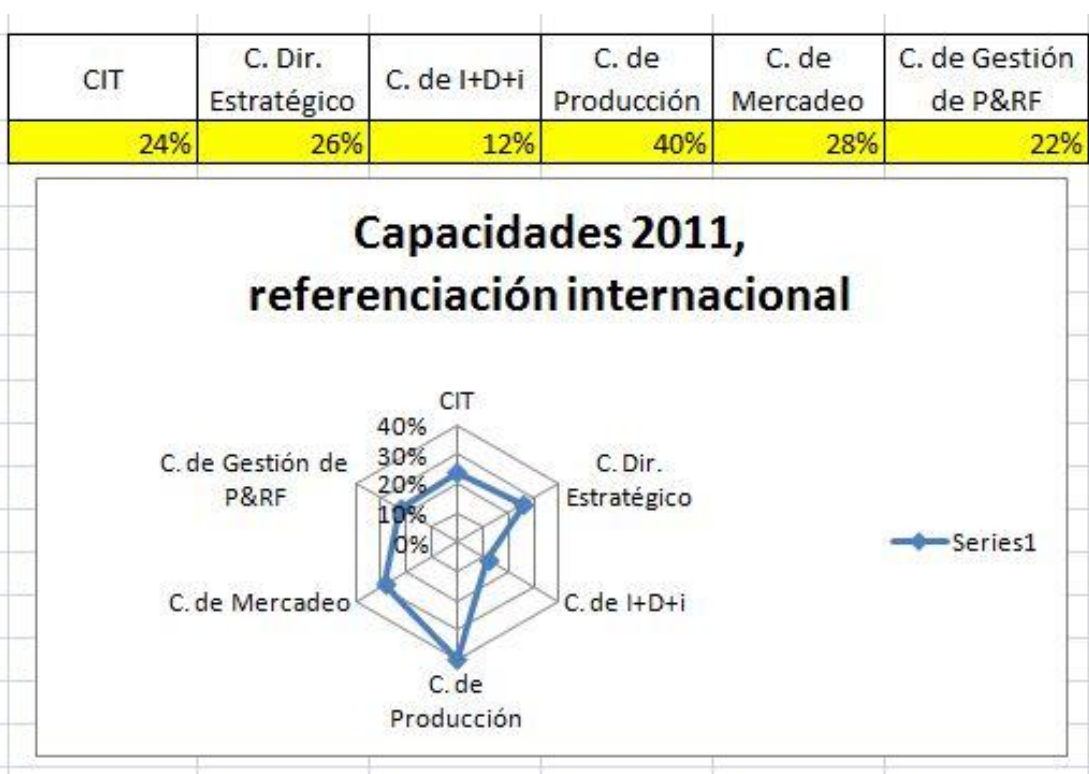 CIT
C. Dir.
Estratégico
C. de I+D+i
C. de
Producción
C. de
Mercadeo
C. de Gestión
de P&RF
24%
26%
12%
40%
28%
22%
Capacidades 2011,
referenciación internacional
CIT
40%
30%
20%
10%
0%
C. de Gestión de
P&RF
C. Dir.
Estratégico
Series1
C. de Mercadeo
C. de I+D+i
C. de
Producción